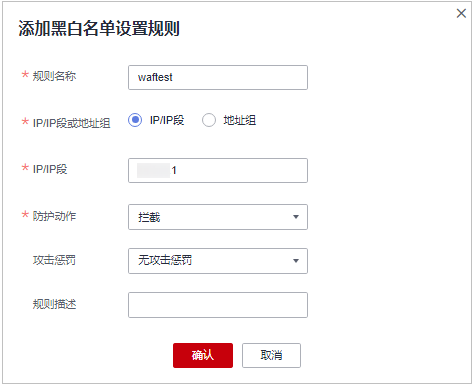 添加黑白名单设置规则
* 规则名称 waftest
* IP/IP段或地址组 IP/IP段 地址组
* IP/IP段 1
* 防护动作 拦截
攻击惩罚 无攻击惩罚
规则描述
确认 取消